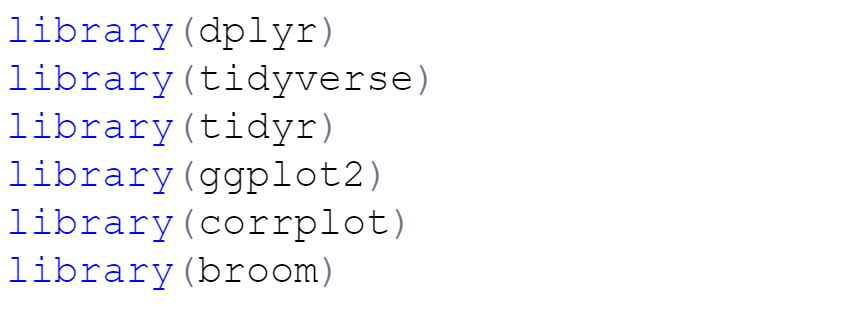 library(dplyr)
library(tidyverse)
library(tidyr)
library(ggplot2)
library(corrplot)
library(broom)